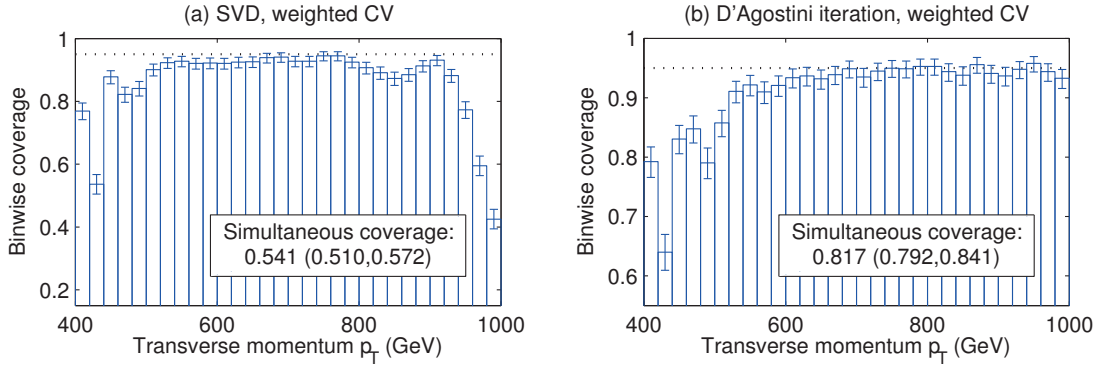 (a) SVD, weighted CV
1
0.8
0.6
0.4
0.2
Binwise coverage
Simultaneous coverage:
0.541 (0.510,0.572)
400
600
800
1000
Transverse momentum p_T (GeV)
(b) D'Agostini iteration, weighted CV
1
0.9
0.8
0.7
0.6
Binwise coverage
Simultaneous coverage:
0.817 (0.792,0.841)
400
600
800
1000
Transverse momentum p_T (GeV)